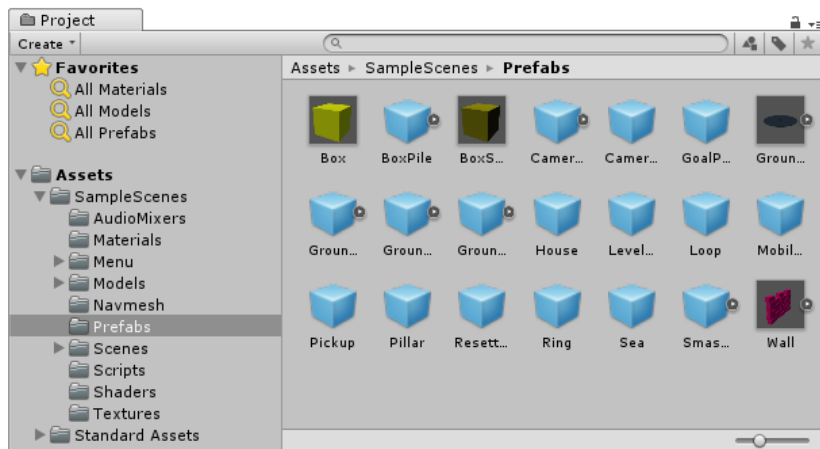 Project
Create
Favorites
All Materials
All Models
All Prefabs
Assets
SampleScenes
AudioMixers
Materials
Menu
Models
Navmesh
Prefabs
Scenes
Scripts
Shaders
Textures
Standard Assets
Assets ▸ SampleScenes ▸ Prefabs
Box BoxPile BoxS... Camer... Camer... GoalP... Groun...
Groun... Groun... Groun... House Level... Loop Mobil...
Pickup Pillar Resett... Ring Sea Smas... Wall